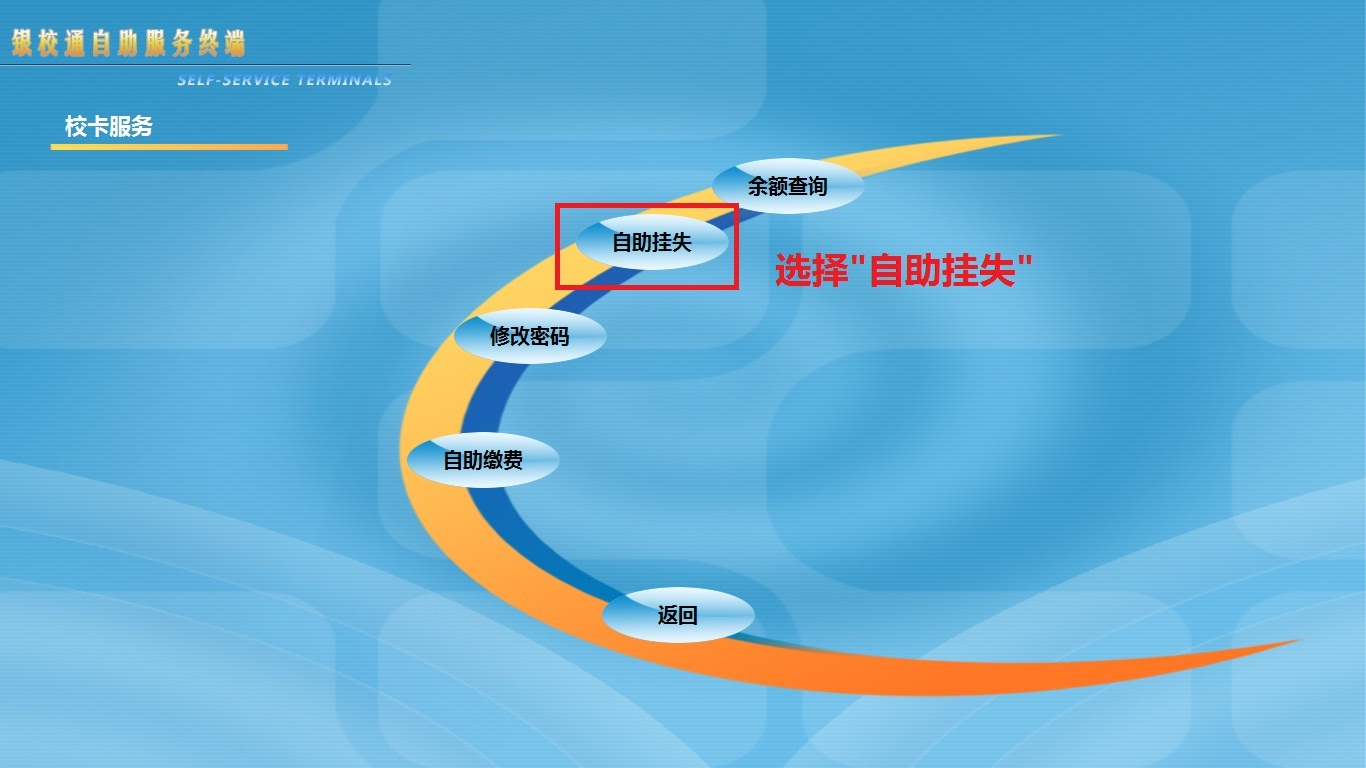 银校通自助服务终端
SELF-SERVICE TERMINALS
校卡服务
余额查询
自助挂失
选择"自助挂失"
修改密码
自助缴费
返回